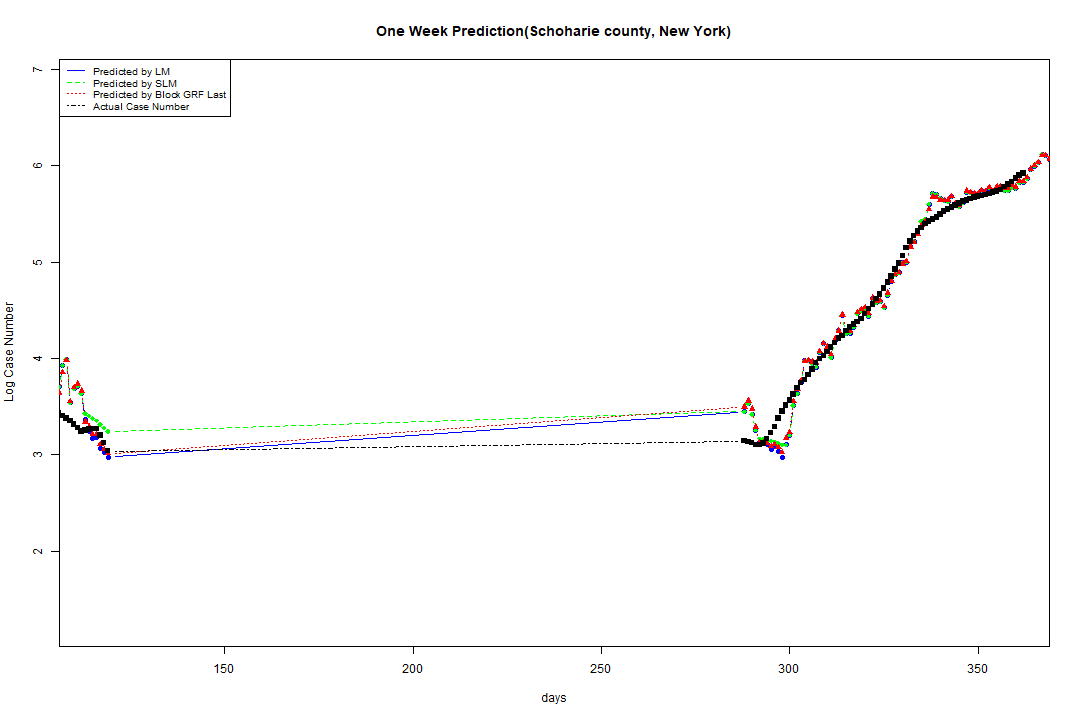 One Week Prediction(Schoharie county, New York)
Predicted by LM
Predicted by SLM
Predicted by Block GRF Last
Actual Case Number
7
6
5
4
3
2
Log Case Number
150
200
250
300
350
days